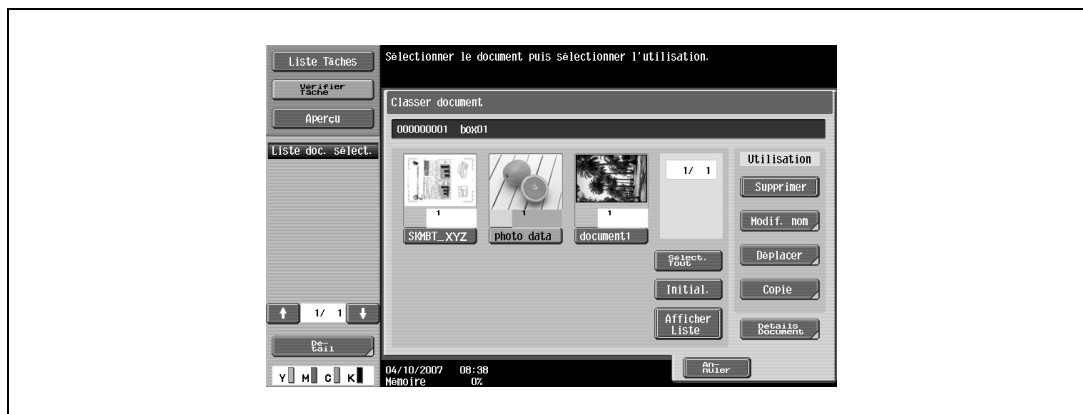 Liste Tâches
Sélectionner le document puis sélectionner l'utilisation.
Vérifier
Tâche
Aperçu
Classer document
000000001 box01
Liste doc. sélect.
1/ 1
Utilisation
Supprimer
1
1
1
Modif. nom
SKMBT_XYZ
photo data
document1
Sélect.
Tout
Déplacer
Initial.
Copie
1/ 1
Afficher
Liste
Détails
Document
Dé-
tail
An-
nuler
Y M C K
04/10/2007 08:38
Mémoire 0%